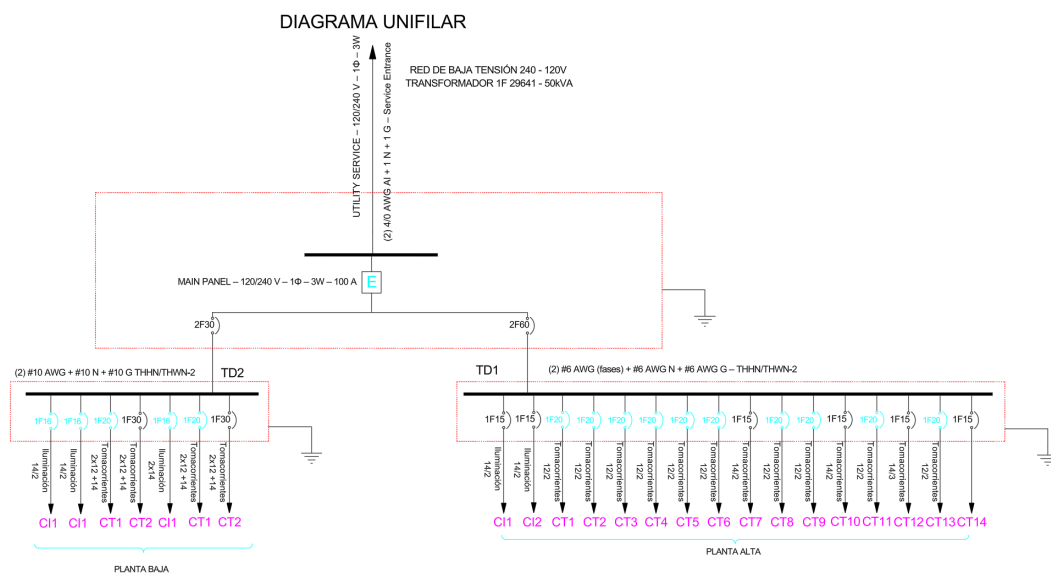 DIAGRAMA UNIFILAR
UTILITY SERVICE – 120/240 V – 1Φ – 3W
(2) 4/0 AWG Al + 1 N + 1 G – Service Entrance
RED DE BAJA TENSIÓN 240 - 120V
TRANSFORMADOR 1F 29641 - 50kVA
MAIN PANEL – 120/240 V – 1Φ – 3W – 100 A
E
2F30
2F60
(2) #10 AWG + #10 N + #10 G THHN/THWN-2
TD2
1F16
1F16
1F20
1F30
1F16
1F20
1F30
Iluminación
14/2
Iluminación
14/2
Tomacorrientes
2x12 +14
Tomacorrientes
2x12 +14
Iluminación
2x14
Tomacorrientes
2x12 +14
Tomacorrientes
2x12 +14
CI1
CI1
CT1
CT2
CI1
CT1
CT2
PLANTA BAJA
TD1
(2) #6 AWG (fases) + #6 AWG N + #6 AWG G – THHN/THWN-2
1F15
1F15
1F20
1F20
1F20
1F20
1F20
1F20
1F15
1F20
1F20
1F15
1F20
1F15
1F20
1F15
Iluminación
14/2
Iluminación
14/2
Tomacorrientes
12/2
Tomacorrientes
12/2
Tomacorrientes
12/2
Tomacorrientes
12/2
Tomacorrientes
12/2
Tomacorrientes
12/2
Tomacorrientes
14/2
Tomacorrientes
12/2
Tomacorrientes
12/2
Tomacorrientes
14/2
Tomacorrientes
12/2
Tomacorrientes
14/3
Tomacorrientes
12/2
Tomacorrientes
14/2
CI1
CI2
CT1
CT2
CT3
CT4
CT5
CT6
CT7
CT8
CT9
CT10
CT11
CT12
CT13
CT14
PLANTA ALTA